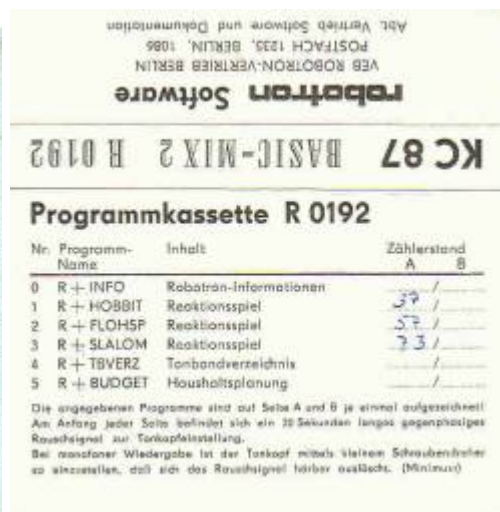 robotron Software
VEB ROBOTRON-VERTRIEB BERLIN
POSTFACH 1235, BERLIN, 1086
Abt. Vertrieb Software und Dokumentation
KC 87 BASIC-MIX 2 R 0192
Programmkassette R 0192
Nr. Programm-Name Inhalt Zählerstand A B
0 R + INFO Robotron-Informationen /
1 R + HOBBIT Reaktionsspiel 37 /
2 R + FLOHSP Reaktionsspiel 57 /
3 R + SLALOM Reaktionsspiel 73 /
4 R + TBVERZ Tonbandverzeichnis /
5 R + BUDGET Haushaltsplanung /
Die angegebenen Programme sind auf Seite A und B je einmal aufgezeichnet!
Am Anfang jeder Seite befindet sich ein 30 Sekunden langes gegenphasiges
Rauschsignal zur Tonkopfeinstellung.
Bei monofoner Wiedergabe ist der Tonkopf mittels kleinem Schraubendreher
so einzustellen, daß sich das Rauschsignal hörbar auslöscht. (Minimum)